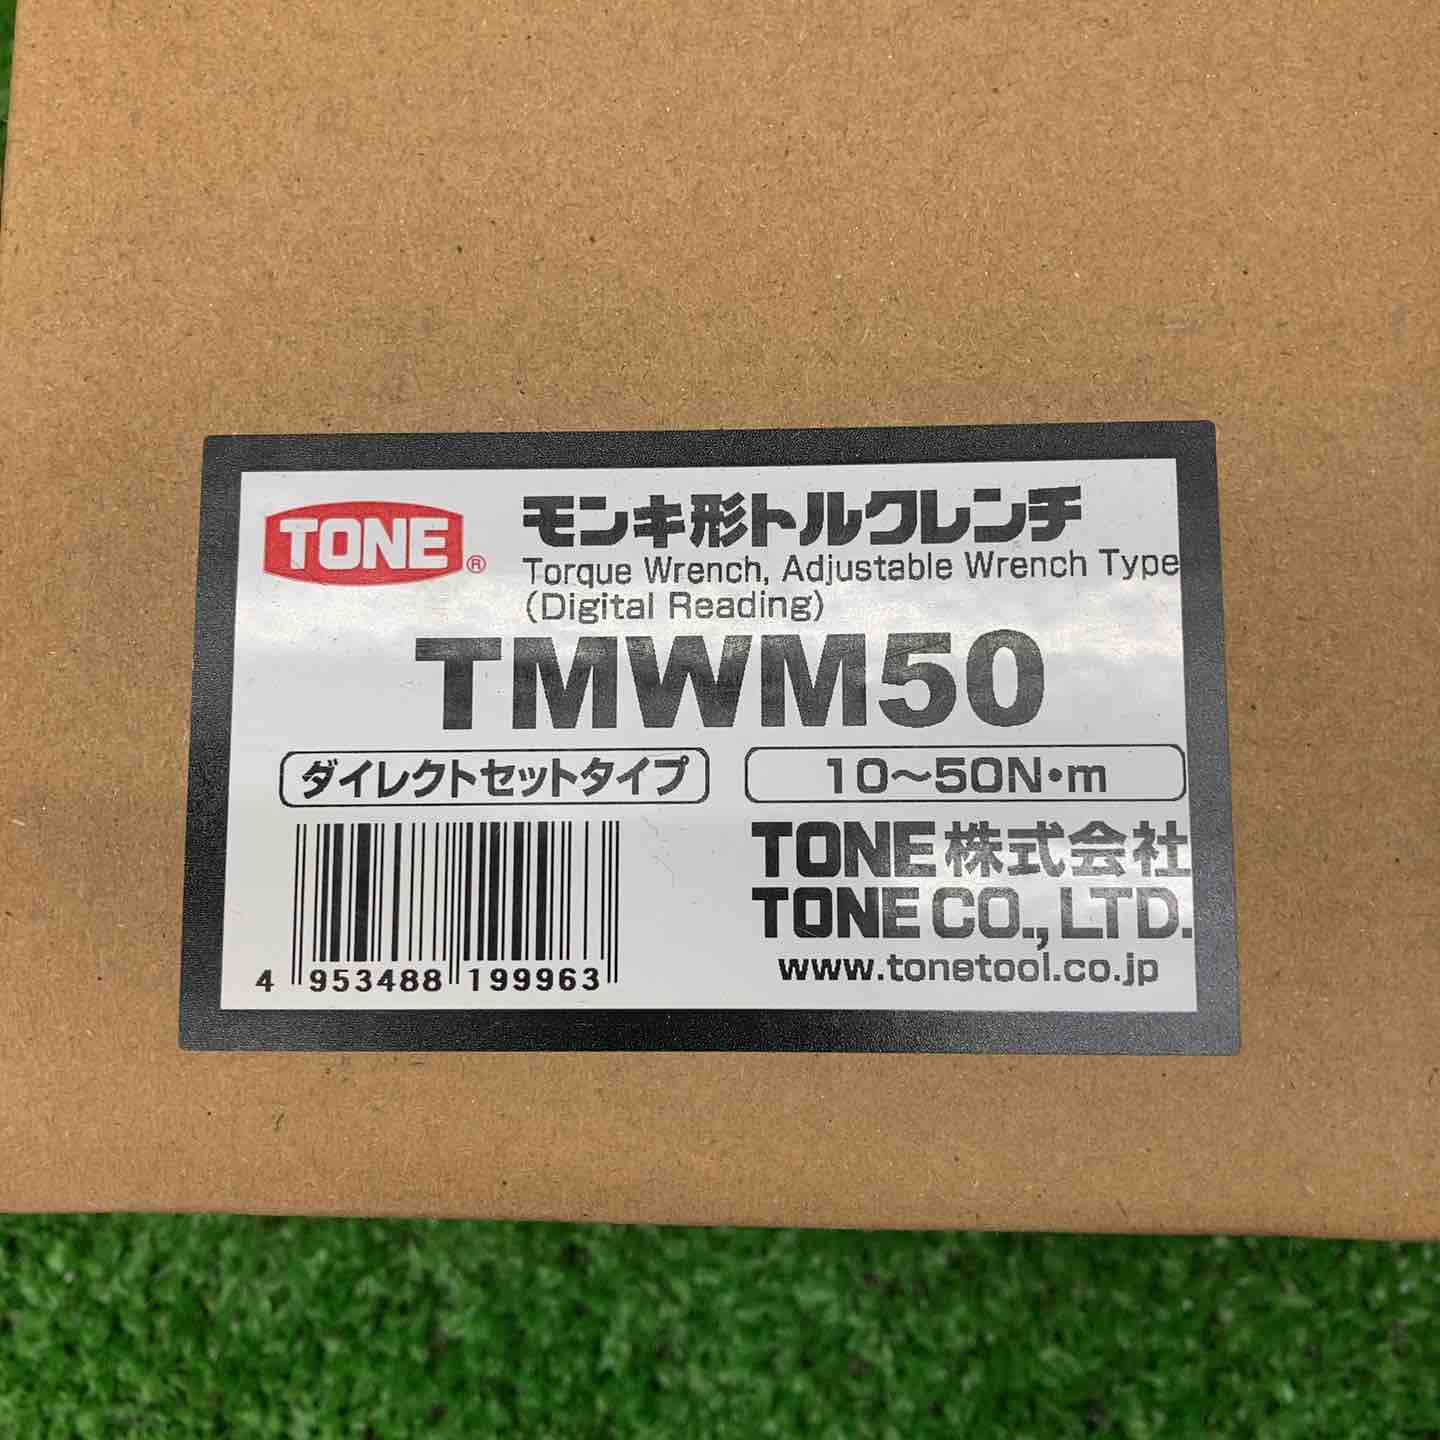 TONE®
モンキ形トルクレンチ
Torque Wrench, Adjustable Wrench Type
(Digital Reading)
TMWM50
ダイレクトセットタイプ
10～50N・m
TONE株式会社
TONE CO., LTD.
www.tonetool.co.jp
4 953488 199963